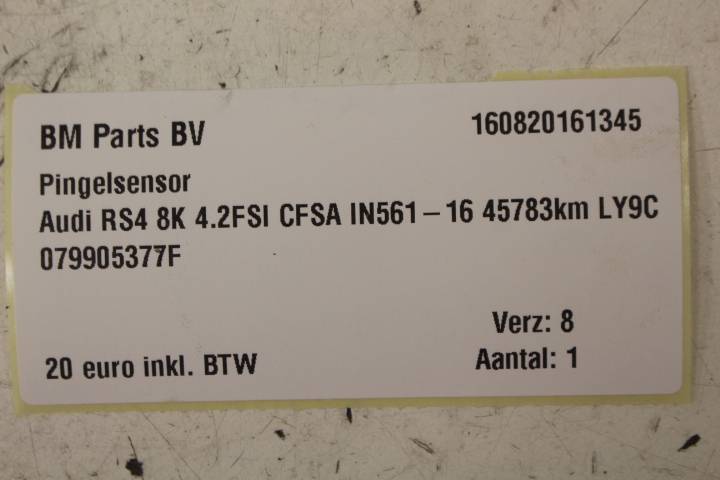 BM Parts BV 160820161345
Pingelsensor
Audi RS4 8K 4.2FSI CFSA IN561–16 45783km LY9C
079905377F
Verz: 8
20 euro inkl. BTW Aantal: 1